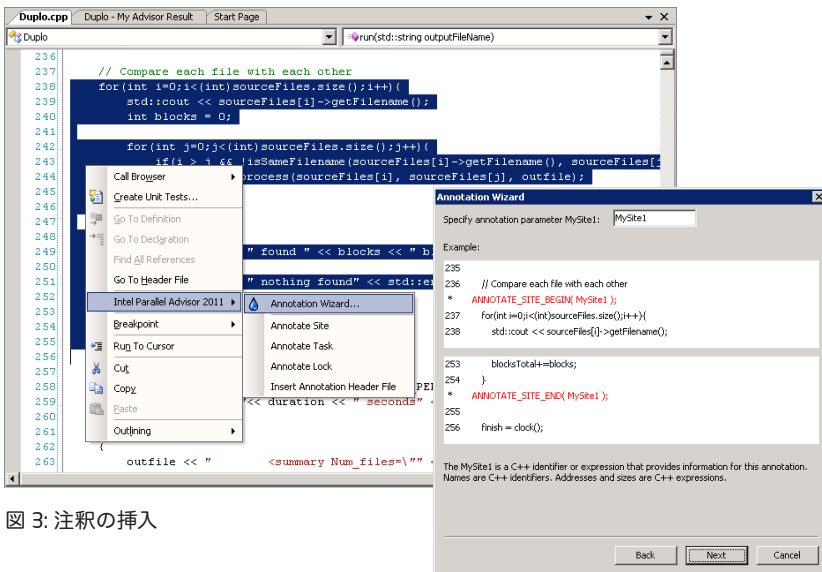 Duplo.cpp Duplo - My Advisor Result Start Page
Duplo run(std::string outputFileName)
236
237 // Compare each file with each other
238 for(int i=0;i<(int)sourceFiles.size();i++){
239 std::cout << sourceFiles[i]->getFilename();
240 int blocks = 0;
241
242 for(int j=0;j<(int)sourceFiles.size();j++){
243 if(i > j && !isSameFilename(sourceFiles[i]->getFilename(), sourceFiles[j
244 process(sourceFiles[i], sourceFiles[j], outfile);
245
246
247
248
249 " found " << blocks << " bl
250
251 " nothing found" << std::en
252
253
254
255
256
257
258 PER
259 << duration << " seconds" <
260
261
262 {
263 outfile << " <summary Num_files=\"" <
Call Browser
Create Unit Tests...
Go To Definition
Go To Declaration
Find All References
Go To Header File
Intel Parallel Advisor 2011
Breakpoint
Run To Cursor
Cut
Copy
Paste
Outlining
Annotation Wizard...
Annotate Site
Annotate Task
Annotate Lock
Insert Annotation Header File
Annotation Wizard
Specify annotation parameter MySite1: MySite1
Example:
235
236 // Compare each file with each other
* ANNOTATE_SITE_BEGIN( MySite1 );
237 for(int i=0;i<(int)sourceFiles.size();i++){
238 std::cout << sourceFiles[i]->getFilename();
253 blocksTotal+=blocks;
254 }
* ANNOTATE_SITE_END( MySite1 );
255
256 finish = clock();
The MySite1 is a C++ identifier or expression that provides information for this annotation.
Names are C++ identifiers. Addresses and sizes are C++ expressions.
Back Next Cancel
図 3: 注釈の挿入